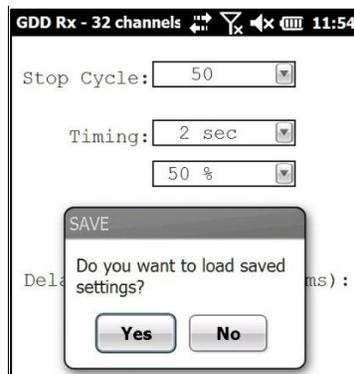 GDD Rx - 32 channels 11:54
Stop Cycle: 50
Timing: 2 sec
50 %
SAVE
Do you want to load saved
settings?
ms):
Yes No